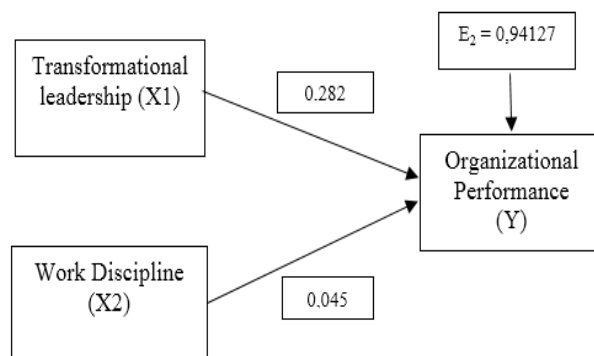 E₂ = 0,94127
Transformational
leadership (X1)
0.282
Organizational
Performance
(Y)
Work Discipline
(X2)
0,045